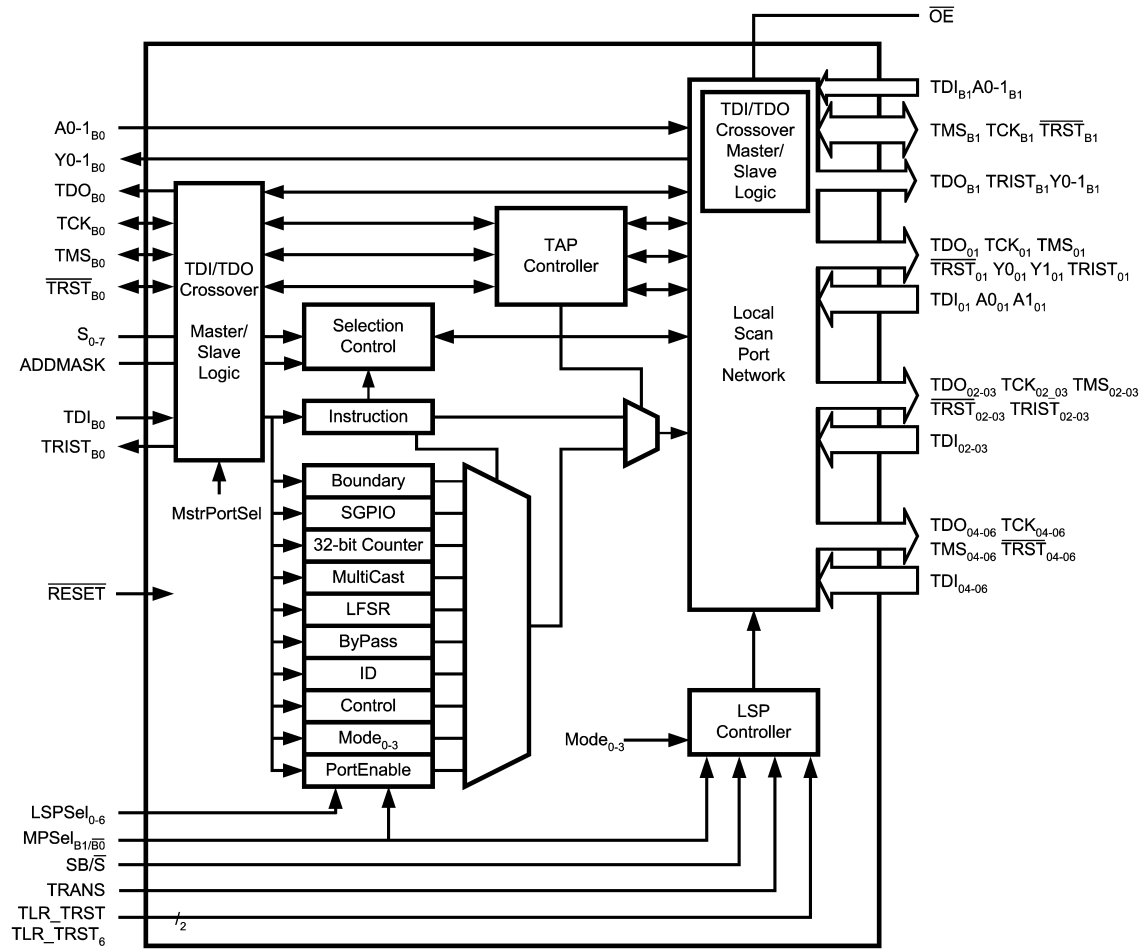 OE
A0-1B0
Y0-1B0
TDOB0
TCKB0
TMSB0
TRSTB0
S0-7
ADDMASK
TDIB0
TRISTB0
RESET
LSPSel0-6
MPSelB1/B0
SB/S
TRANS
TLR_TRST
TLR_TRST6
/2
TDI/TDO
Crossover
Master/
Slave
Logic
MstrPortSel
Selection
Control
Instruction
Boundary
SGPIO
32-bit Counter
MultiCast
LFSR
ByPass
ID
Control
Mode0-3
PortEnable
TAP
Controller
TDI/TDO
Crossover
Master/
Slave
Logic
Local
Scan
Port
Network
Mode0-3
LSP
Controller
TDIB1A0-1B1
TMSB1 TCKB1 TRSTB1
TDOB1 TRISTB1Y0-1B1
TDO01 TCK01 TMS01
TRST01 Y001 Y101 TRIST01
TDI01 A001 A101
TDO02-03 TCK02_03 TMS02-03
TRST02-03 TRIST02-03
TDI02-03
TDO04-06 TCK04-06
TMS04-06 TRST04-06
TDI04-06